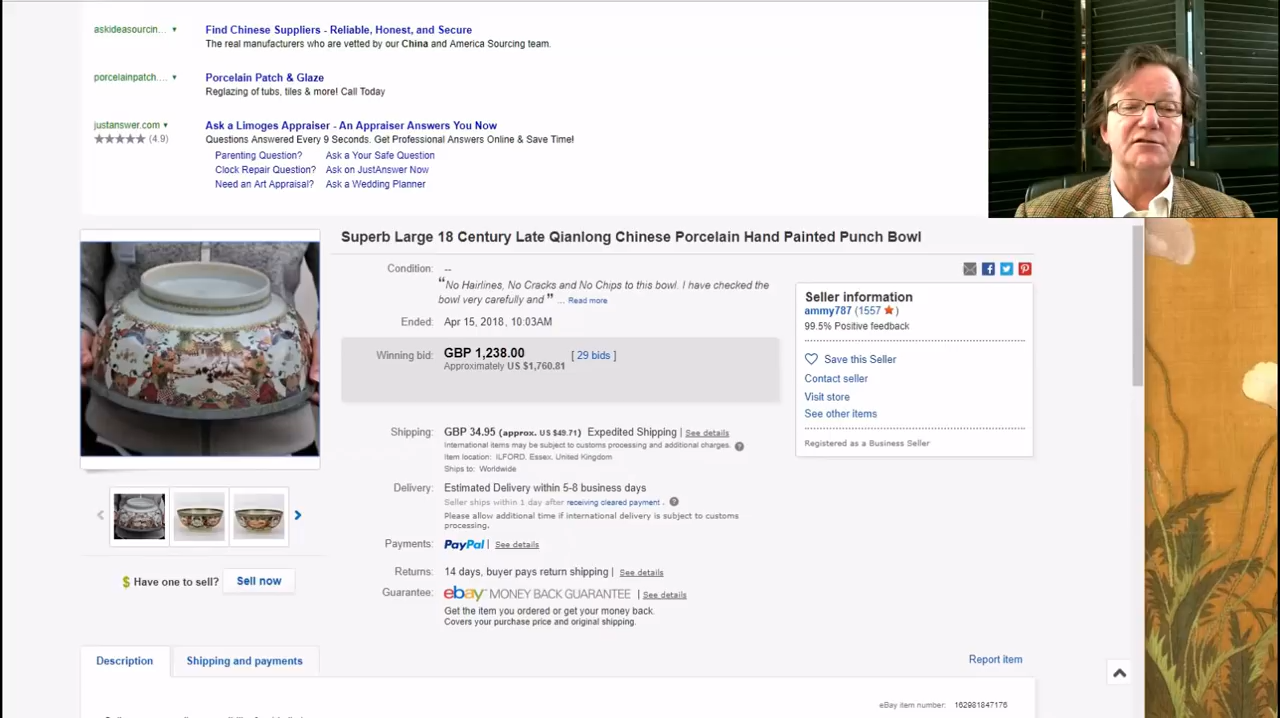 askideasourcin... ▾ Find Chinese Suppliers - Reliable, Honest, and Secure
The real manufacturers who are vetted by our China and America Sourcing team.
porcelainpatch.... ▾ Porcelain Patch & Glaze
Reglazing of tubs, tiles & more! Call Today
justanswer.com ▾ Ask a Limoges Appraiser - An Appraiser Answers You Now
★★★★★ (4.9) Questions Answered Every 9 Seconds. Get Professional Answers Online & Save Time!
Parenting Question? Ask a Your Safe Question
Clock Repair Question? Ask on JustAnswer Now
Need an Art Appraisal? Ask a Wedding Planner
Superb Large 18 Century Late Qianlong Chinese Porcelain Hand Painted Punch Bowl
Condition: --
“No Hairlines, No Cracks and No Chips to this bowl. I have checked the
bowl very carefully and ” ... Read more
Ended: Apr 15, 2018 , 10:03AM
Winning bid: GBP 1,238.00 [ 29 bids ]
Approximately US $1,760.81
Shipping: GBP 34.95 (approx. US $49.71) Expedited Shipping | See details
International items may be subject to customs processing and additional charges. ?
Item location: ILFORD, Essex, United Kingdom
Ships to: Worldwide
Delivery: Estimated Delivery within 5-8 business days
Seller ships within 1 day after receiving cleared payment . ?
Please allow additional time if international delivery is subject to customs
processing.
Payments: PayPal | See details
Returns: 14 days, buyer pays return shipping | See details
Guarantee: ebay MONEY BACK GUARANTEE | See details
Get the item you ordered or get your money back.
Covers your purchase price and original shipping.
Seller information
ammy787 (1557 ★ )
99.5% Positive feedback
Save this Seller
Contact seller
Visit store
See other items
Registered as a Business Seller
$ Have one to sell? Sell now
Description Shipping and payments
Report item
eBay item number: 162981847176